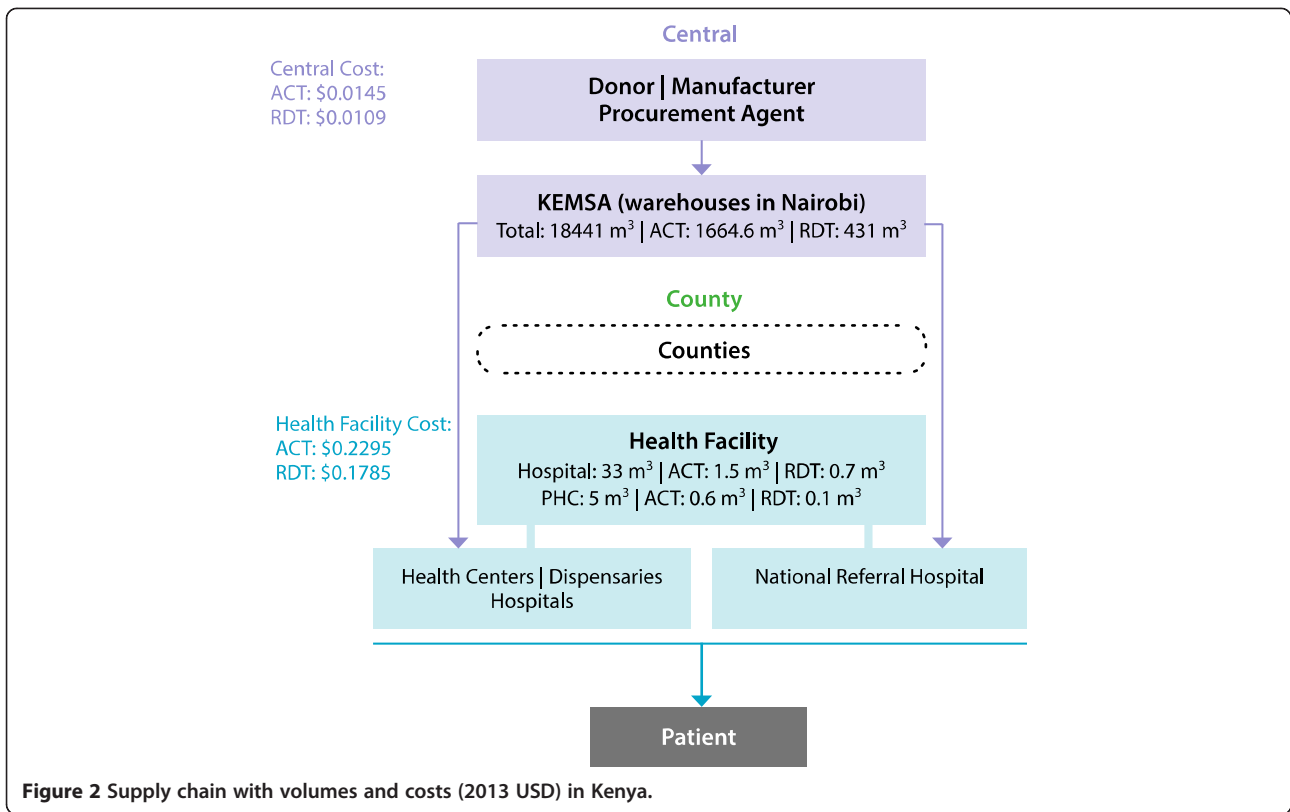 Central
Central Cost:
ACT: $0.0145
RDT: $0.0109
Donor | Manufacturer
Procurement Agent
KEMSA (warehouses in Nairobi)
Total: 18441 m³ | ACT: 1664.6 m³ | RDT: 431 m³
County
Counties
Health Facility Cost:
ACT: $0.2295
RDT: $0.1785
Health Facility
Hospital: 33 m³ | ACT: 1.5 m³ | RDT: 0.7 m³
PHC: 5 m³ | ACT: 0.6 m³ | RDT: 0.1 m³
Health Centers | Dispensaries
Hospitals
National Referral Hospital
Patient
Figure 2 Supply chain with volumes and costs (2013 USD) in Kenya.